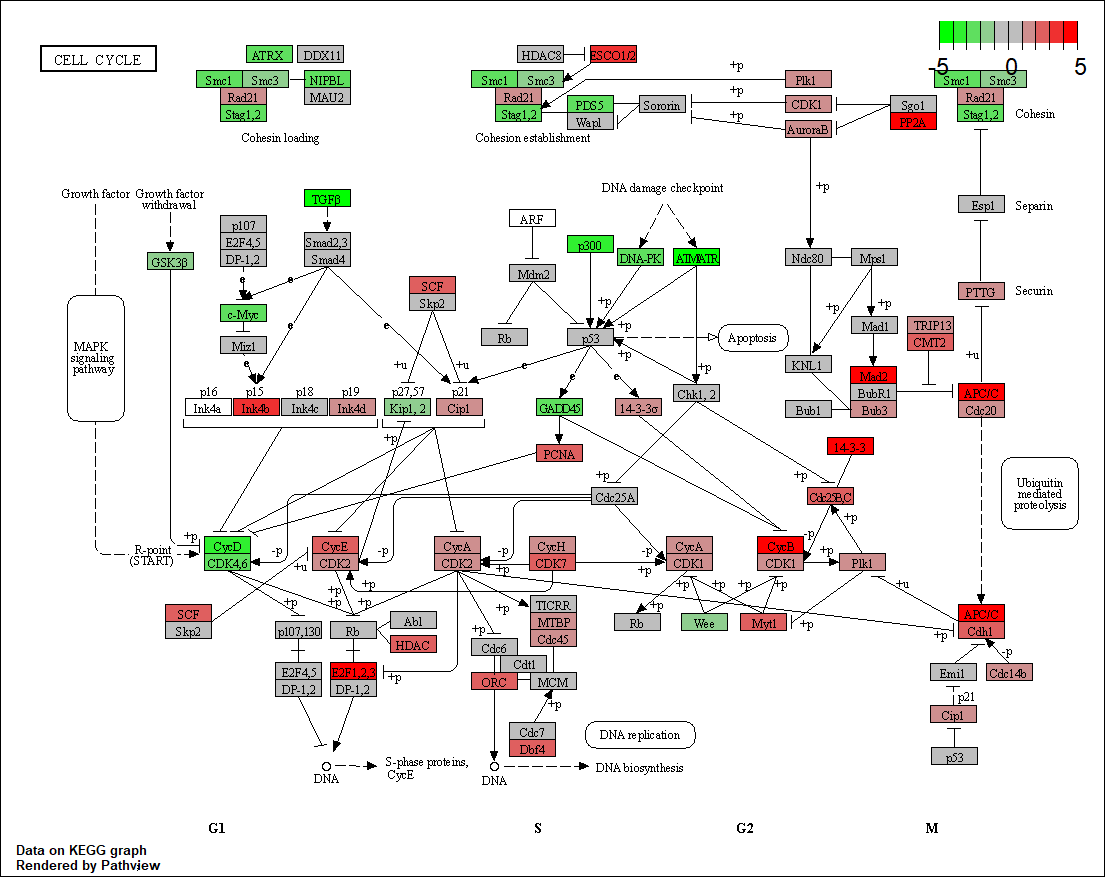 CELL CYCLE
ATRX
DDX11
Smc1
Smc3
NIPBL
Rad21
MAU2
Stag1,2
Cohesin loading
HDAC8
ESCO1/2
Smc1
Smc3
Rad21
Stag1,2
PDS5
Wapl
Sororin
Cohesion establishment
+p
Plk1
+p
CDK1
+p
AuroraB
Sgo1
PP2A
-5
0
5
Smc1
Smc3
Rad21
Stag1,2
Cohesin
Growth factor
Growth factor
withdrawal
TGFβ
DNA damage checkpoint
+p
Espl
Separin
ARF
p107
E2F4,5
DP-1,2
Smad2,3
Smad4
p300
DNA-PK
ATMATR
GSK3β
Ndc80
Mps1
Mdm2
SCF
Skp2
e
e
c-Myc
e
e
+p
+p
+p
+p
PTTG
Securin
Mad1
TRIP13
CMT2
MAPK
signaling
pathway
Miz1
Rb
p53
+p
Apoptosis
e
+u
+u
e
e
KNL1
+u
Mad2
BubR1
Bub3
Bub1
APC/C
Cdc20
p16
p15
p18
p19
p27,57
p21
Ink4a
Ink4b
Ink4c
Ink4d
Kip1, 2
Cip1
GADD45
14-3-3σ
Chk1, 2
+p
PCNA
14-3-3
+p
+p
Cdc25A
Cdc25B,C
Ubiquitin
mediated
proteolysis
+p
R-point
(START)
CycD
CDK4,6
-p
+u
CycE
CDK2
-p
CycA
CDK2
-p
+p
CycH
CDK7
-p
+p
CycA
CDK1
CycB
CDK1
-p
+p
+p
Plk1
+u
+p
+p
+p
+p
+p
+p
+p
SCF
Skp2
p107,130
Rb
Abl
HDAC
+p
TICRR
MTBP
Cdc45
Rb
Wee
Myt1
+p
+p
APC/C
Cdh1
E2F4,5
DP-1,2
E2F1,2,3
DP-1,2
+p
Cdc6
Cdt1
ORC
MCM
+p
Emi1
-p
Cdc14b
p21
Cip1
p53
Cdc7
Dbf4
DNA replication
DNA
S-phase proteins,
CycE
DNA
DNA biosynthesis
G1
S
G2
M
Data on KEGG graph
Rendered by Pathview